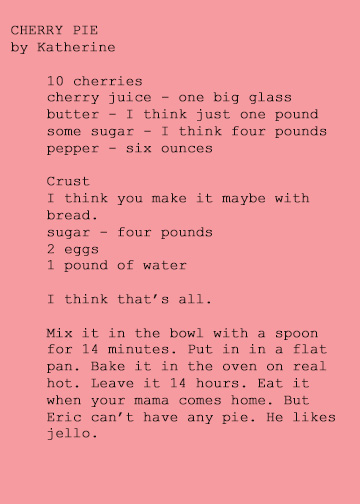 CHERRY PIE
by Katherine
10 cherries
cherry juice – one big glass
butter – I think just one pound
some sugar – I think four pounds
pepper – six ounces
Crust
I think you make it maybe with
bread.
sugar – four pounds
2 eggs
1 pound of water
I think that’s all.
Mix it in the bowl with a spoon
for 14 minutes. Put in in a flat
pan. Bake it in the oven on real
hot. Leave it 14 hours. Eat it
when your mama comes home. But
Eric can’t have any pie. He likes
jello.